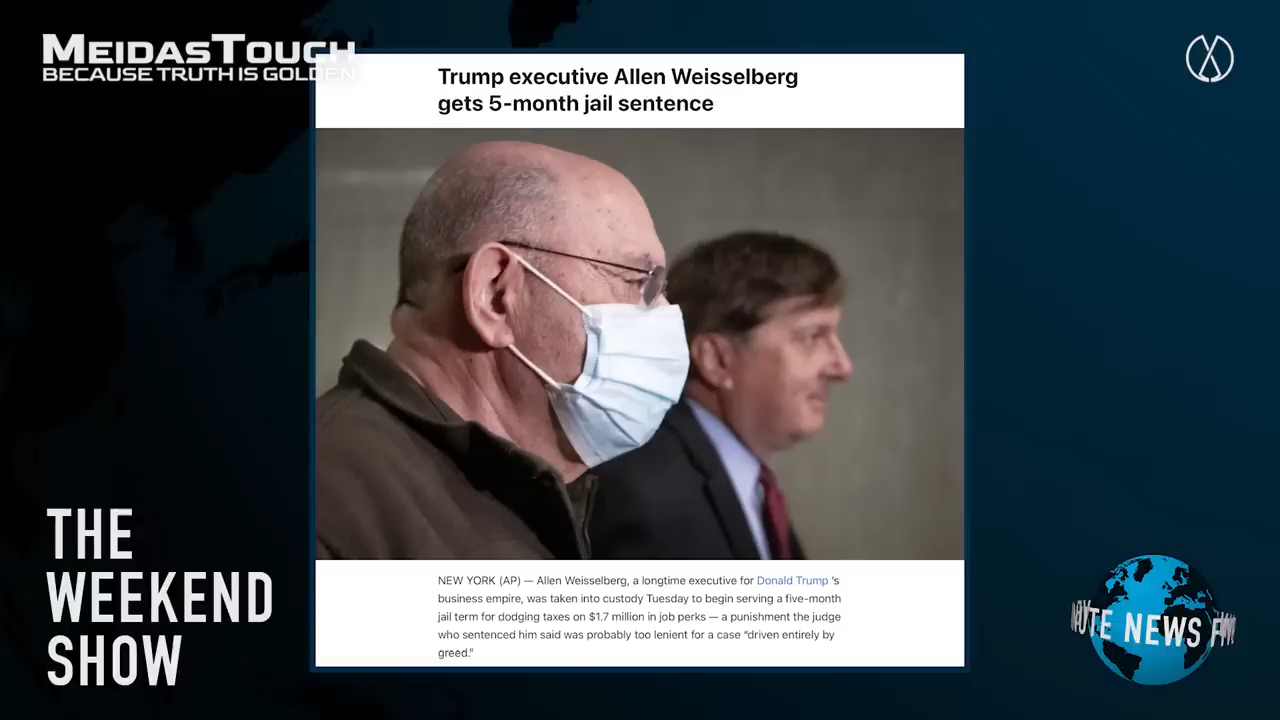 MEIDASTOUCH
BECAUSE TRUTH IS GOLDEN
Trump executive Allen Weisselberg
gets 5-month jail sentence
NEW YORK (AP) — Allen Weisselberg, a longtime executive for Donald Trump 's
business empire, was taken into custody Tuesday to begin serving a five-month
jail term for dodging taxes on $1.7 million in job perks — a punishment the judge
who sentenced him said was probably too lenient for a case “driven entirely by
greed.”
THE
WEEKEND
SHOW
NEWS